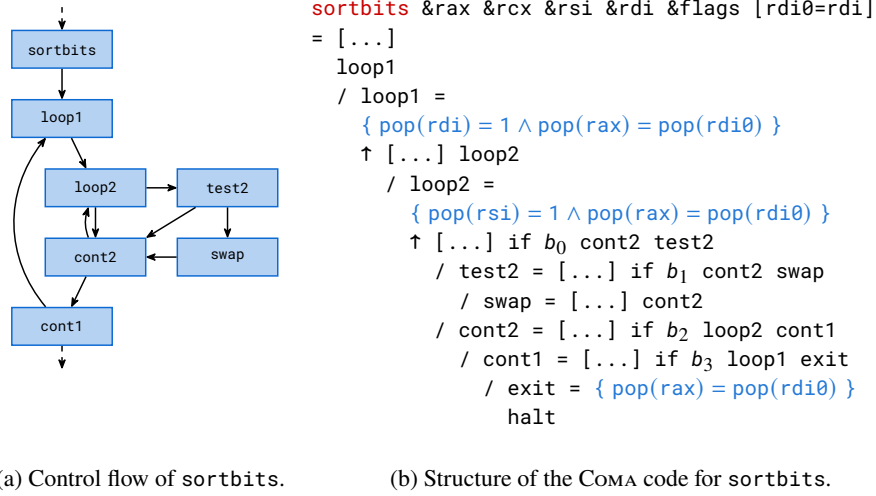 sortbits
loop1
loop2
test2
cont2
swap
cont1
sortbits &rax &rcx &rsi &rdi &flags [rdi0=rdi]
= [...]
loop1
/ loop1 =
{ pop(rdi) = 1 ∧ pop(rax) = pop(rdi0) }
↑ [...] loop2
/ loop2 =
{ pop(rsi) = 1 ∧ pop(rax) = pop(rdi0) }
↑ [...] if b₀ cont2 test2
/ test2 = [...] if b₁ cont2 swap
/ swap = [...] cont2
/ cont2 = [...] if b₂ loop2 cont1
/ cont1 = [...] if b₃ loop1 exit
/ exit = { pop(rax) = pop(rdi0) }
halt
(a) Control flow of sortbits.
(b) Structure of the COMA code for sortbits.